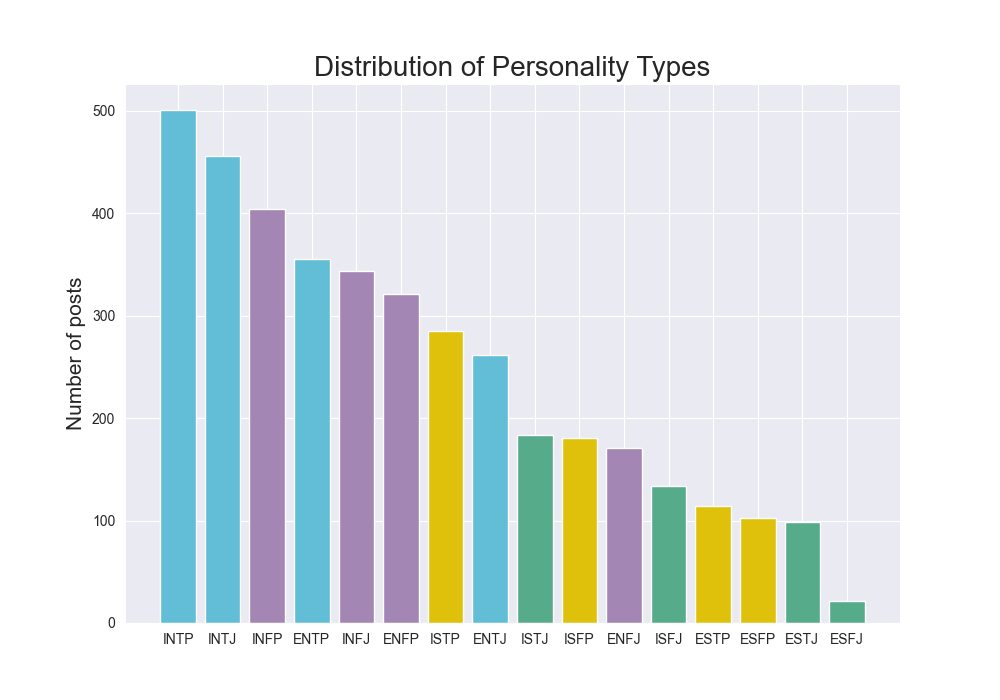 Distribution of Personality Types
Number of posts
500
400
300
200
100
0
INTP INTJ INFP ENTP INFJ ENFP ISTP ENTJ ISTJ ISFP ENFJ ISFJ ESTP ESFP ESTJ ESFJ